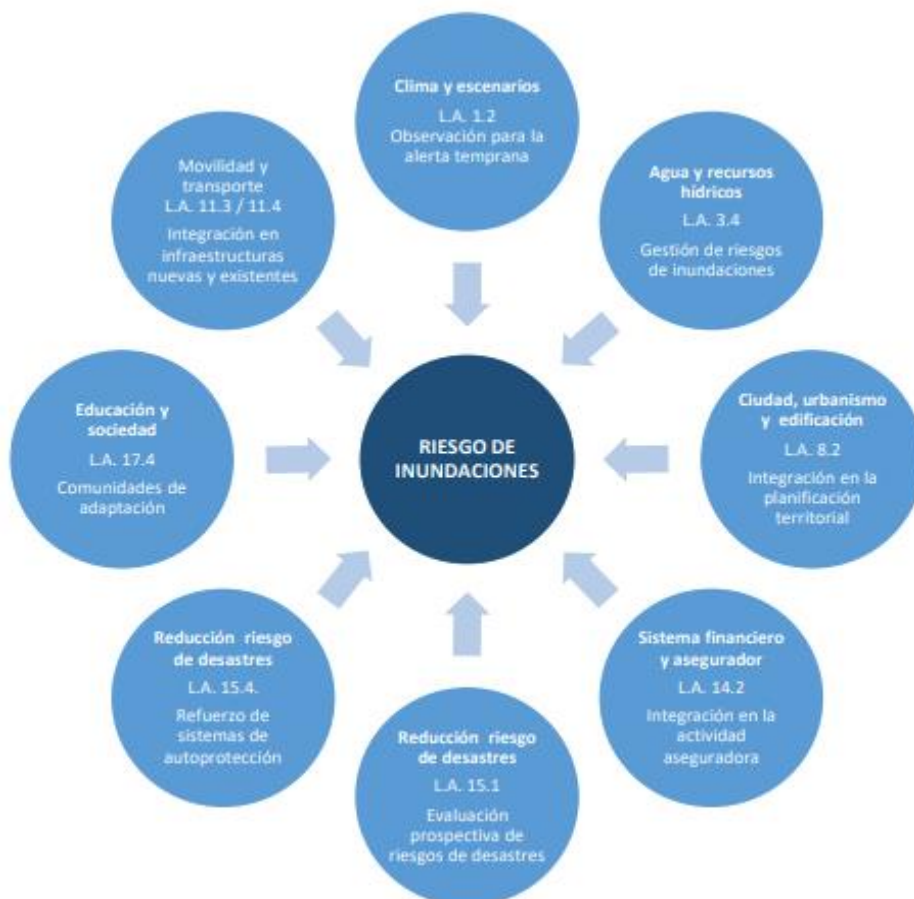 Clima y escenarios
L.A. 1.2
Observación para la
alerta temprana
Agua y recursos
hídricos
L.A. 3.4
Gestión de riesgos
de inundaciones
Ciudad, urbanismo
y edificación
L.A. 8.2
Integración en la
planificación
territorial
Sistema financiero
y asegurador
L.A. 14.2
Integración en la
actividad
aseguradora
Reducción riesgo
de desastres
L.A. 15.1
Evaluación
prospectiva de
riesgos de desastres
Reducción riesgo
de desastres
L.A. 15.4.
Refuerzo de
sistemas de
autoprotección
Educación y
sociedad
L.A. 17.4
Comunidades de
adaptación
Movilidad y
transporte
L.A. 11.3 / 11.4
Integración en
infraestructuras
nuevas y existentes
RIESGO DE
INUNDACIONES